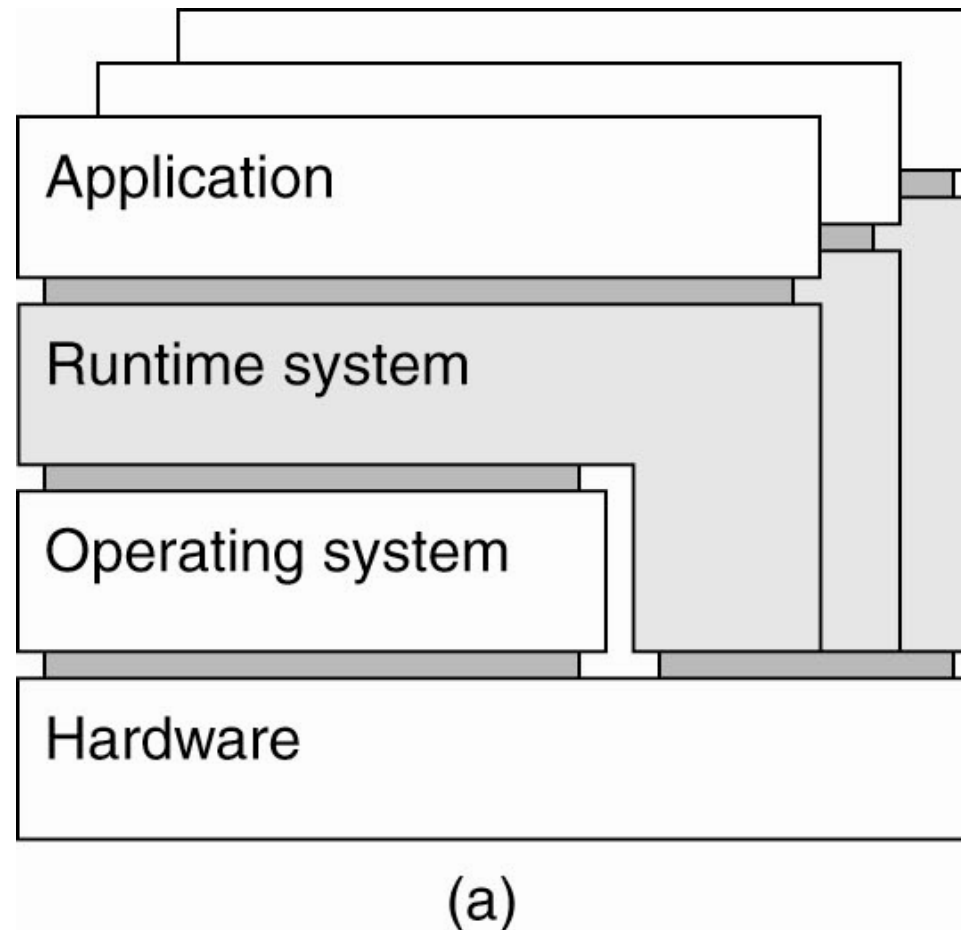 Application
Runtime system
Operating system
Hardware
(a)